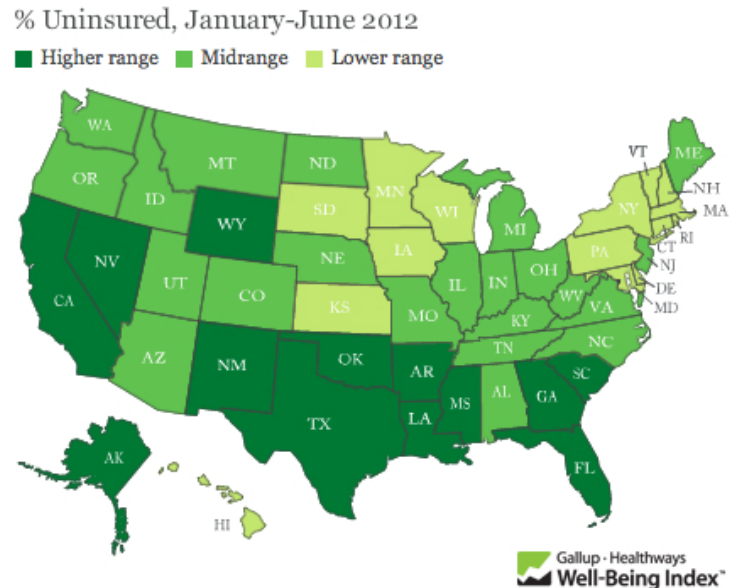 % Uninsured, January-June 2012
Higher range Midrange Lower range
WA
MT
ND
MN
VT
ME
OR
ID
WY
SD
WI
MI
NY
NH
MA
RI
CT
NV
UT
CO
NE
IA
IL
IN
OH
PA
NJ
DE
MD
CA
KS
MO
WV
VA
KY
AZ
NM
OK
AR
TN
NC
SC
TX
LA
MS
AL
GA
FL
AK
HI
Gallup · Healthways
Well-Being Index™